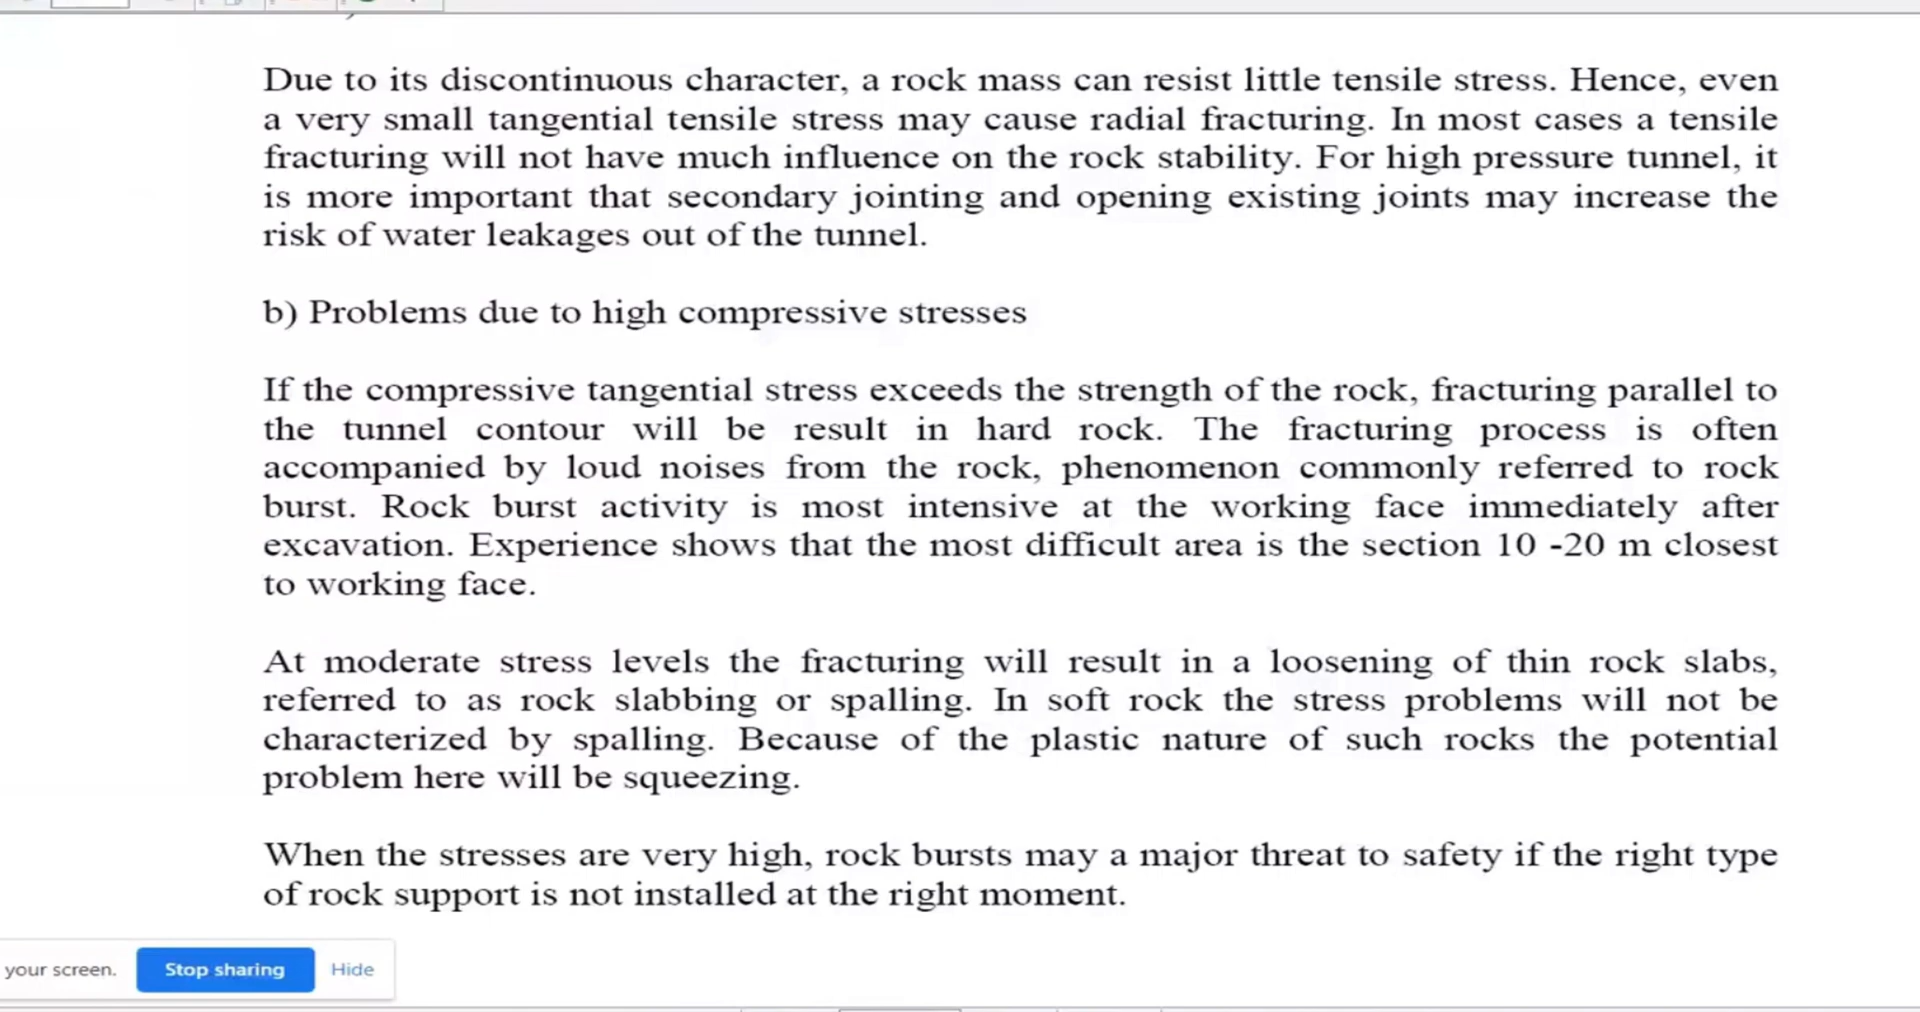 Due to its discontinuous character, a rock mass can resist little tensile stress. Hence, even
a very small tangential tensile stress may cause radial fracturing. In most cases a tensile
fracturing will not have much influence on the rock stability. For high pressure tunnel, it
is more important that secondary jointing and opening existing joints may increase the
risk of water leakages out of the tunnel.
b) Problems due to high compressive stresses
If the compressive tangential stress exceeds the strength of the rock, fracturing parallel to
the tunnel contour will be result in hard rock. The fracturing process is often
accompanied by loud noises from the rock, phenomenon commonly referred to rock
burst. Rock burst activity is most intensive at the working face immediately after
excavation. Experience shows that the most difficult area is the section 10 -20 m closest
to working face.
At moderate stress levels the fracturing will result in a loosening of thin rock slabs,
referred to as rock slabbing or spalling. In soft rock the stress problems will not be
characterized by spalling. Because of the plastic nature of such rocks the potential
problem here will be squeezing.
When the stresses are very high, rock bursts may a major threat to safety if the right type
of rock support is not installed at the right moment.
your screen. Stop sharing Hide